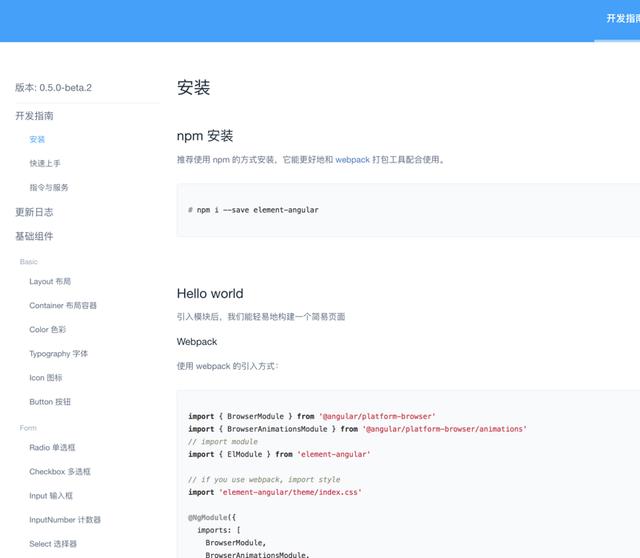 开发指南
版本: 0.5.0-beta.2
开发指南
安装
快速上手
指令与服务
更新日志
基础组件
Basic
Layout 布局
Container 布局容器
Color 色彩
Typography 字体
Icon 图标
Button 按钮
Form
Radio 单选框
Checkbox 多选框
Input 输入框
InputNumber 计数器
Select 选择器
安装
npm 安装
推荐使用 npm 的方式安装，它能更好地和 webpack 打包工具配合使用。
# npm i --save element-angular
Hello world
引入模块后，我们能轻易地构建一个简易页面
Webpack
使用 webpack 的引入方式：
import { BrowserModule } from '@angular/platform-browser'
import { BrowserAnimationsModule } from '@angular/platform-browser/animations'
// import module
import { ElModule } from 'element-angular'
// if you use webpack, import style
import 'element-angular/theme/index.css'
@NgModule({
imports: [
BrowserModule,
BrowserAnimationsModule,